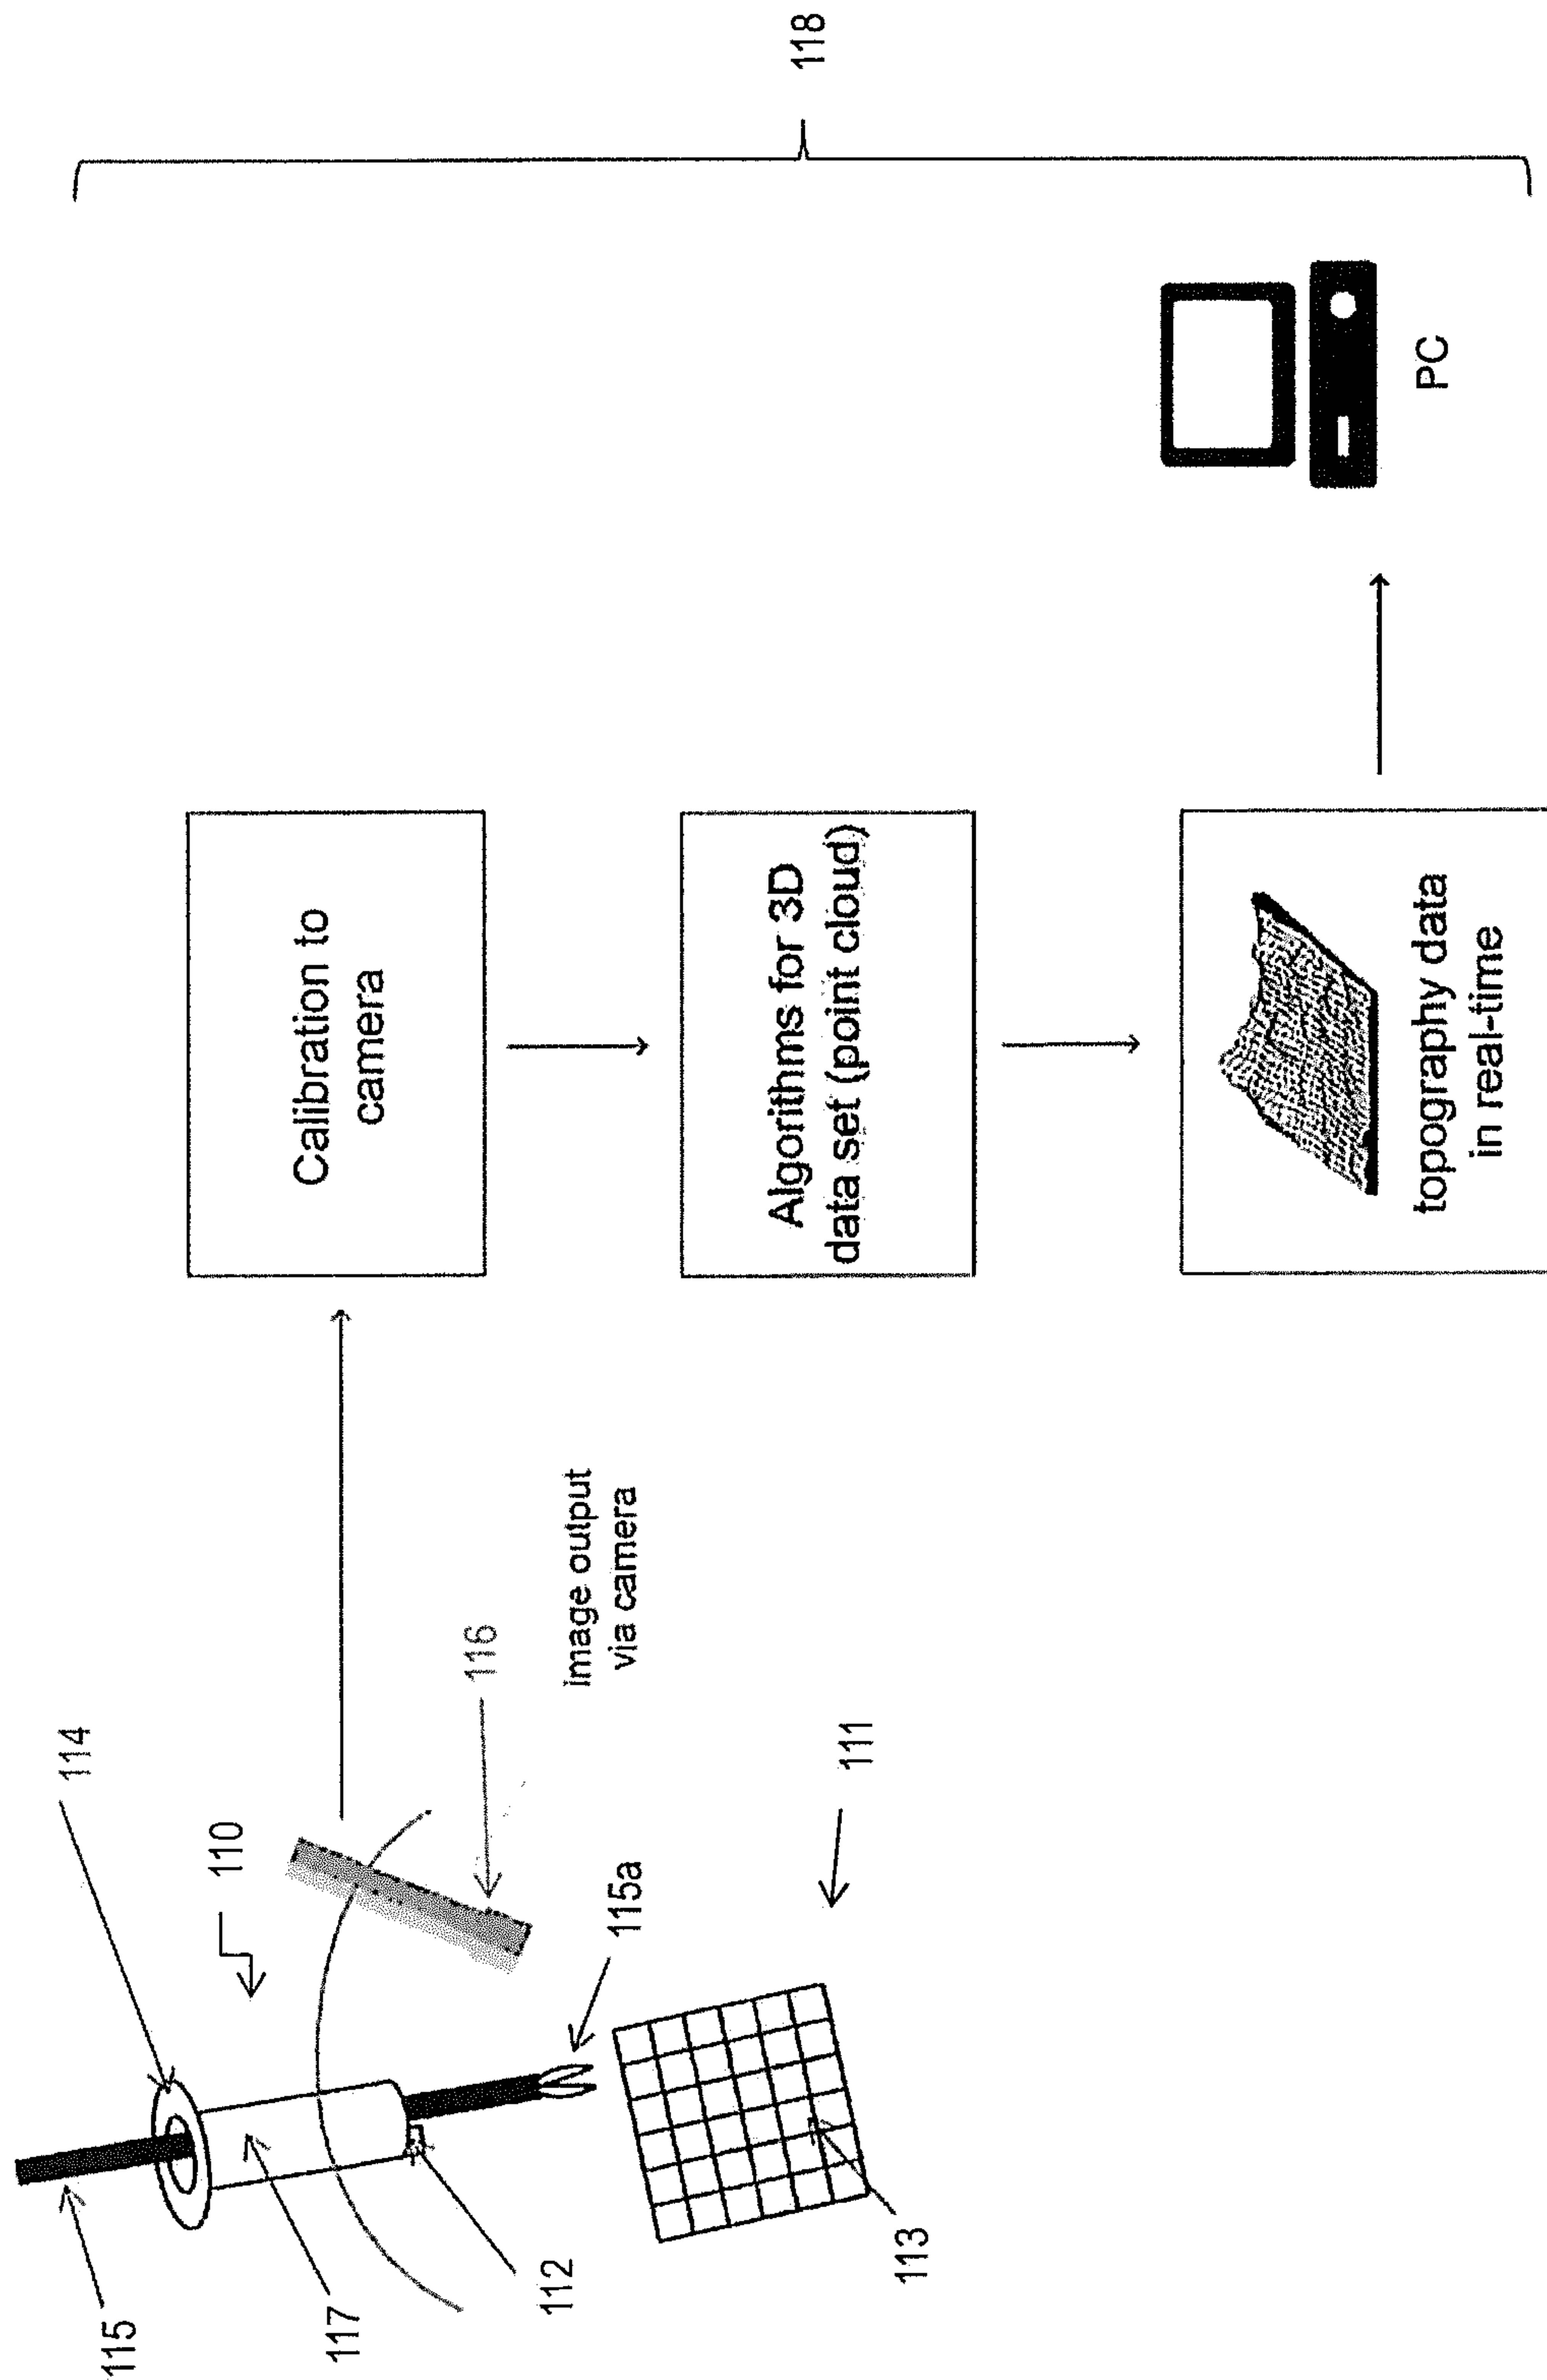 115
114
110
117
112
116
image output
via camera
115a
113
111
Calibration to
camera
Algorithms for 3D
data set (point cloud)
topography data
in real-time
PC
118